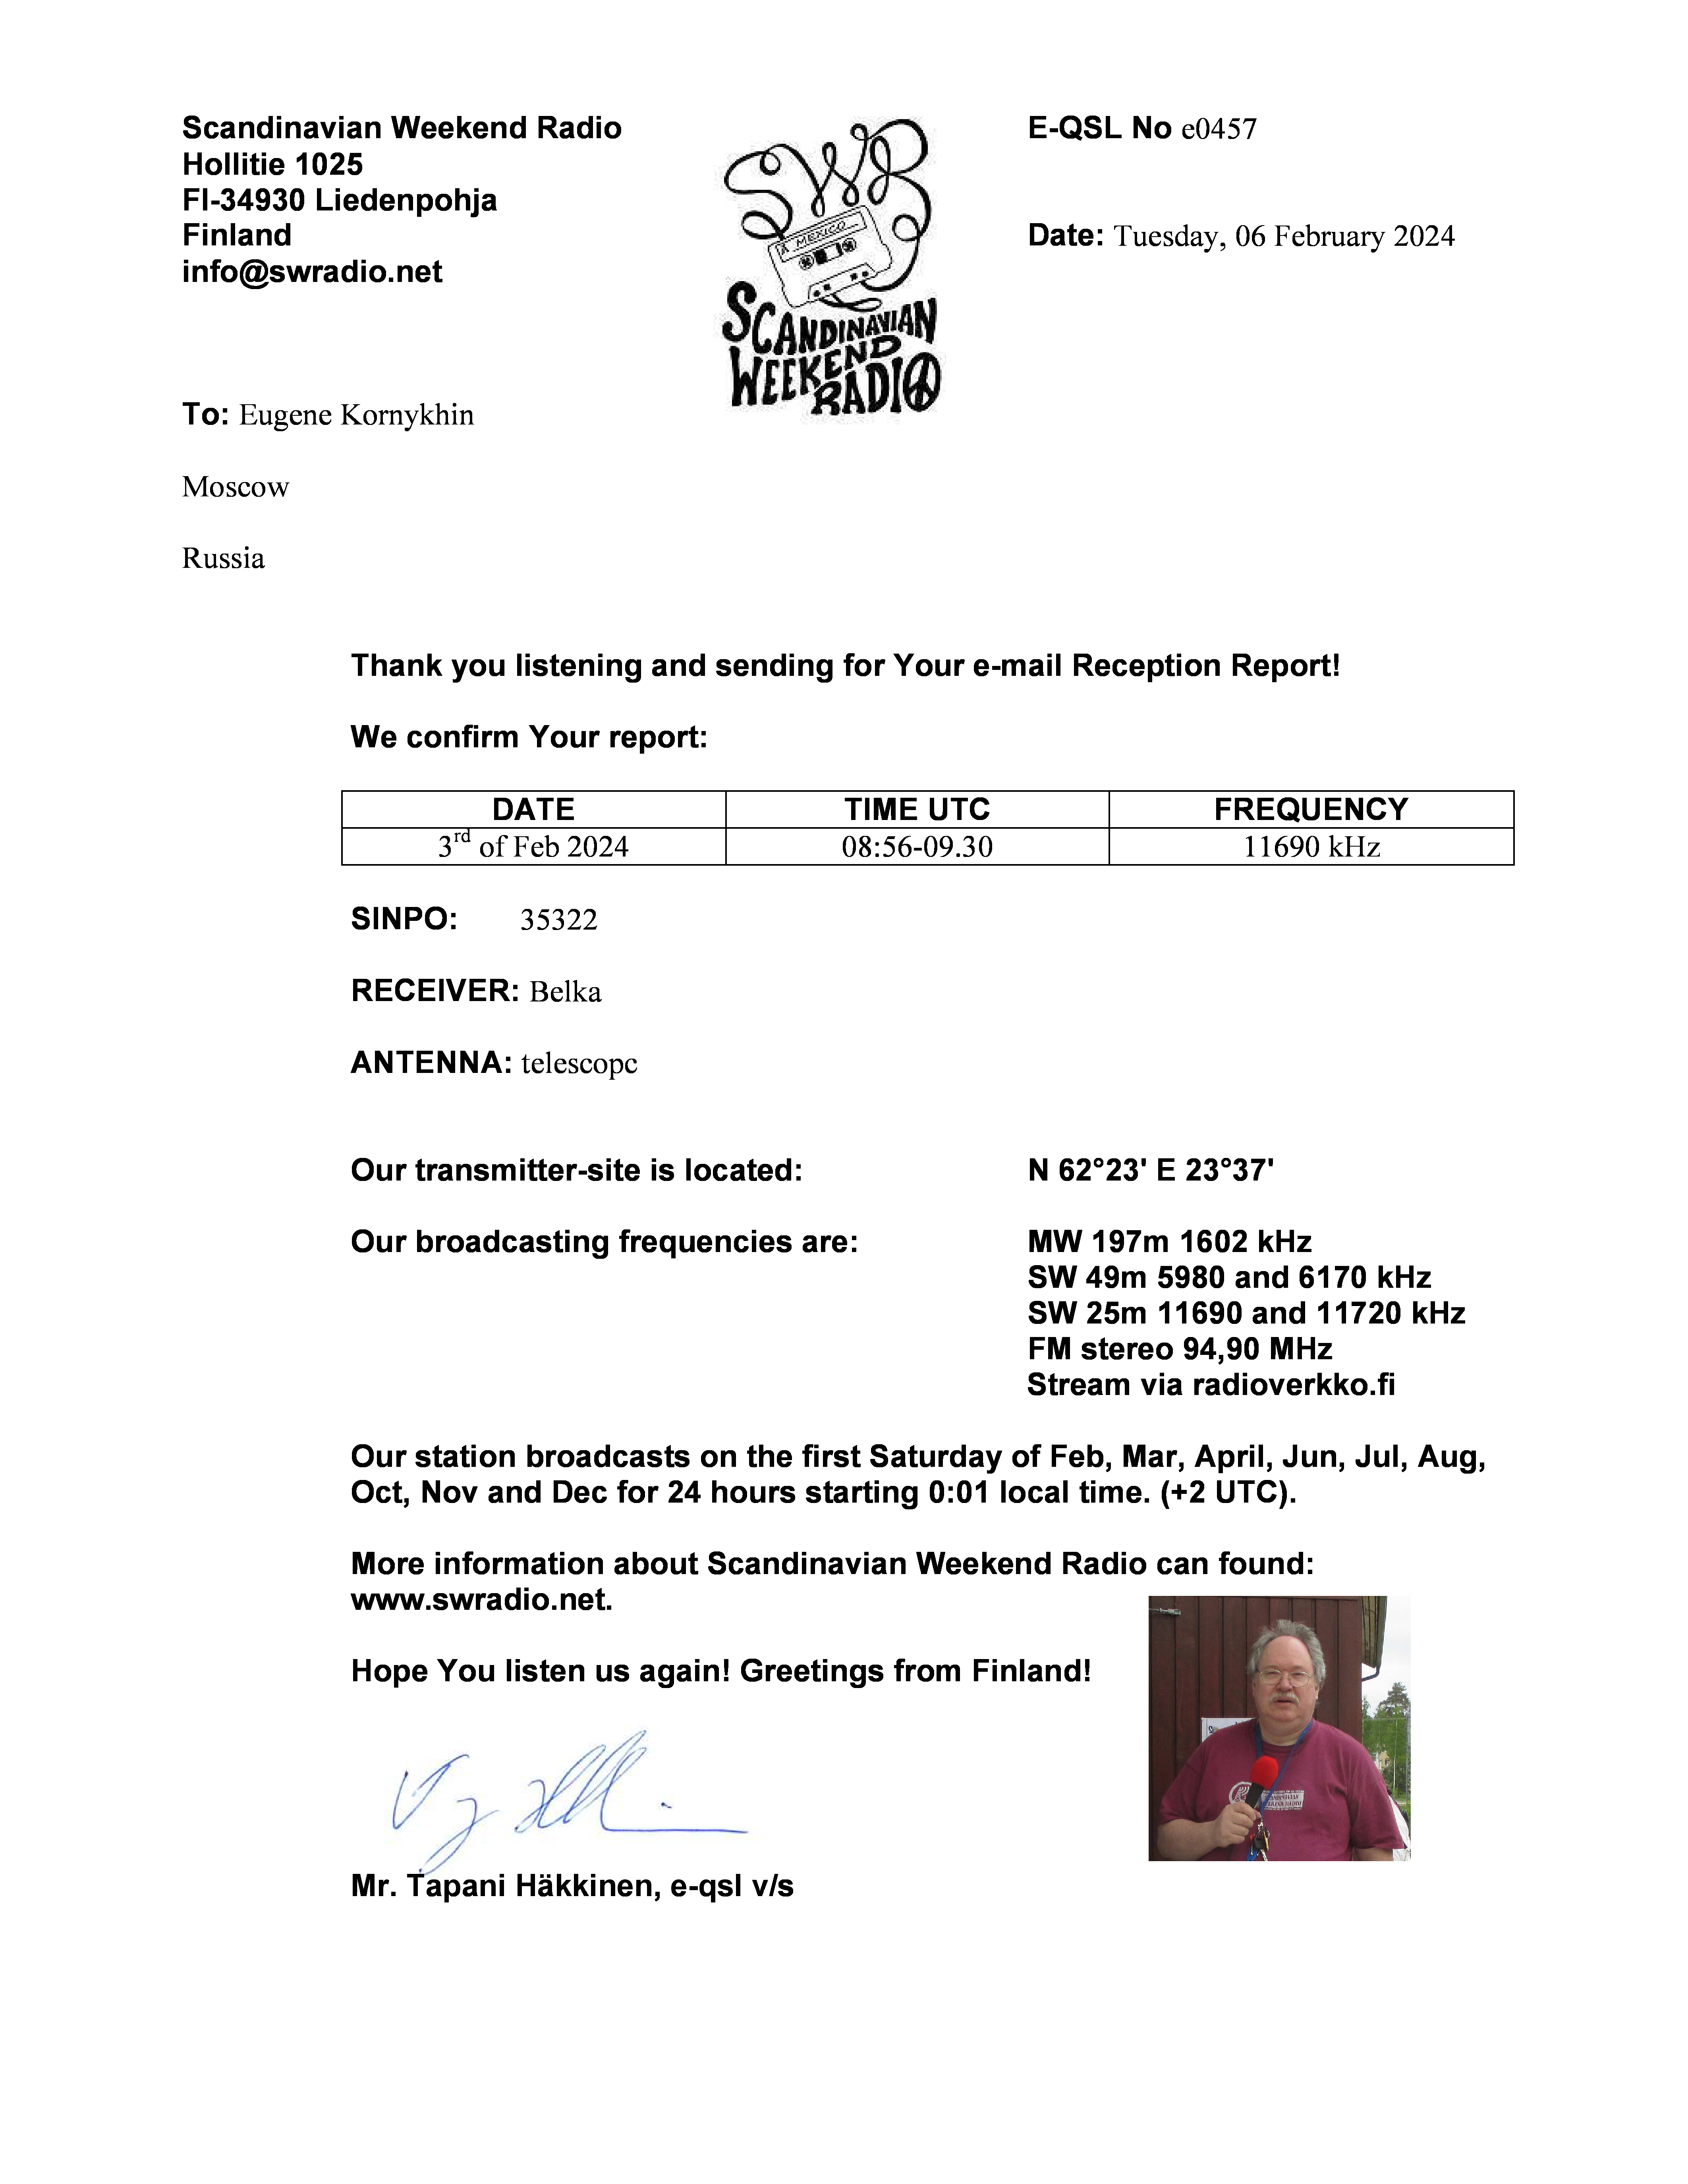 Scandinavian Weekend Radio
Hollitie 1025
FI-34930 Liedenpohja
Finland
info@swradio.net
SWR
A MEXICO
SCANDINAVIAN
WEEKEND
RADIO
E-QSL No e0457
Date: Tuesday, 06 February 2024
To: Eugene Kornykhin
Moscow
Russia
Thank you listening and sending for Your e-mail Reception Report!
We confirm Your report:
DATE TIME UTC FREQUENCY
3rd of Feb 2024 08:56-09.30 11690 kHz
SINPO: 35322
RECEIVER: Belka
ANTENNA: telescopc
Our transmitter-site is located: N 62°23' E 23°37'
Our broadcasting frequencies are: MW 197m 1602 kHz
SW 49m 5980 and 6170 kHz
SW 25m 11690 and 11720 kHz
FM stereo 94,90 MHz
Stream via radioverkko.fi
Our station broadcasts on the first Saturday of Feb, Mar, April, Jun, Jul, Aug,
Oct, Nov and Dec for 24 hours starting 0:01 local time. (+2 UTC).
More information about Scandinavian Weekend Radio can found:
www.swradio.net.
Hope You listen us again! Greetings from Finland!
SCANDINAVIAN
WEEKEND RADIO
Mr. Tapani Häkkinen, e-qsl v/s